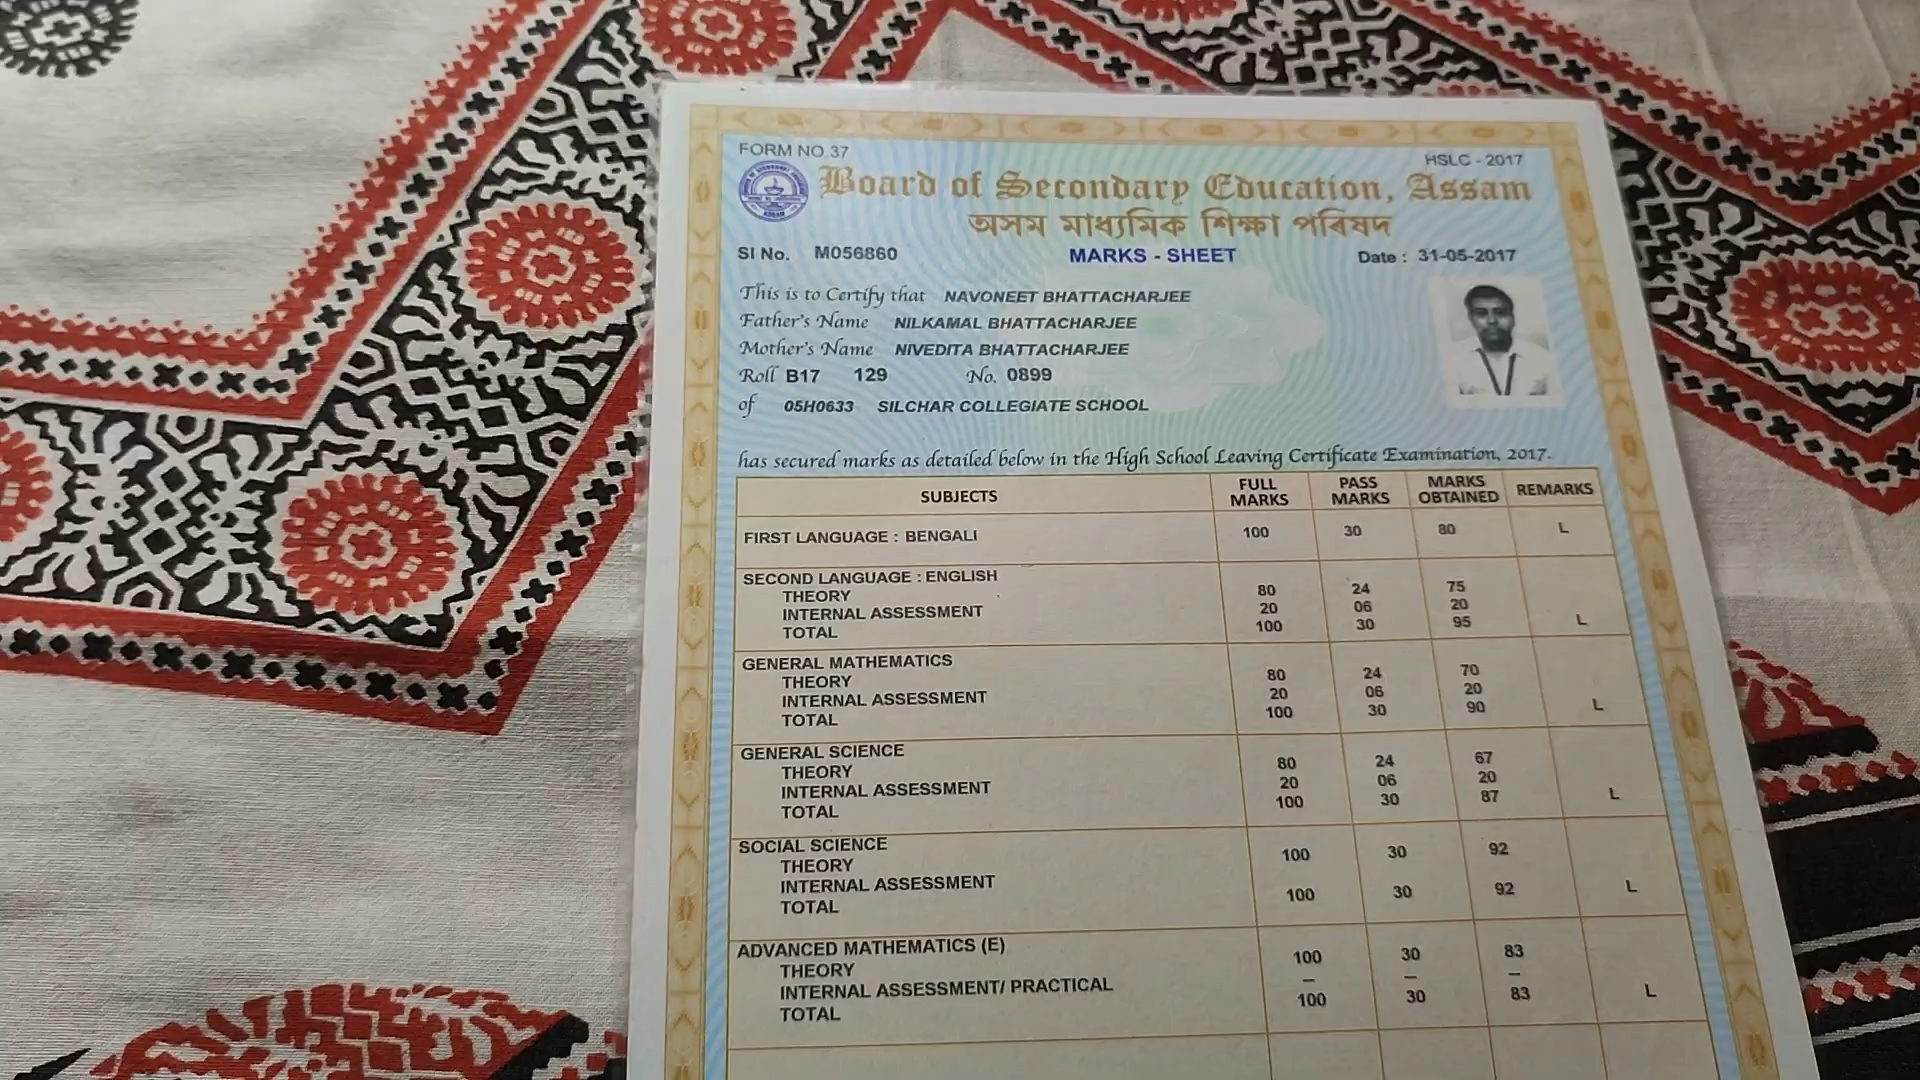 FORM NO.37
HSLC - 2017
Board of Secondary Education, Assam
অসম মাধ্যমিক শিক্ষা পৰিষদ
SI No. M056860 MARKS - SHEET Date : 31-05-2017
This is to Certify that NAVONEET BHATTACHARJEE
Father's Name NILKAMAL BHATTACHARJEE
Mother's Name NIVEDITA BHATTACHARJEE
Roll B17 129 No. 0899
of 05H0633 SILCHAR COLLEGIATE SCHOOL
has secured marks as detailed below in the High School Leaving Certificate Examination, 2017.
SUBJECTS FULL MARKS PASS MARKS MARKS OBTAINED REMARKS
FIRST LANGUAGE : BENGALI 100 30 80 L
SECOND LANGUAGE : ENGLISH
THEORY 80 24 75
INTERNAL ASSESSMENT 20 06 20
TOTAL 100 30 95 L
GENERAL MATHEMATICS
THEORY 80 24 70
INTERNAL ASSESSMENT 20 06 20
TOTAL 100 30 90 L
GENERAL SCIENCE
THEORY 80 24 67
INTERNAL ASSESSMENT 20 06 20
TOTAL 100 30 87 L
SOCIAL SCIENCE
THEORY 100 30 92
INTERNAL ASSESSMENT
TOTAL 100 30 92 L
ADVANCED MATHEMATICS (E)
THEORY 100 30 83
INTERNAL ASSESSMENT/ PRACTICAL – – –
TOTAL 100 30 83 L